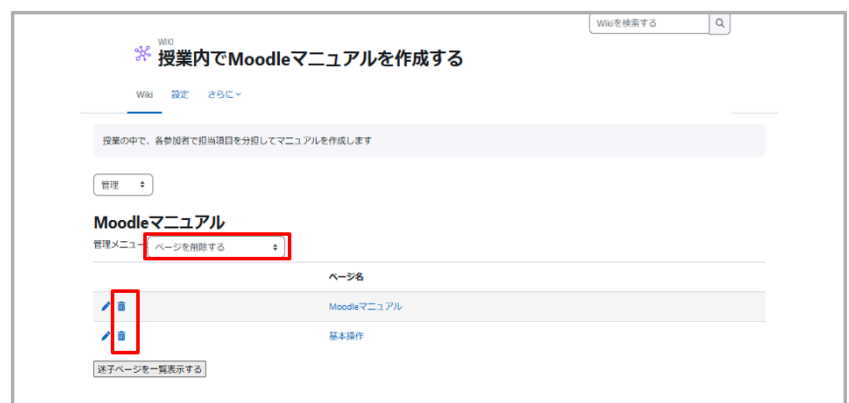 Wikiを検索する
WIKI
授業内でMoodleマニュアルを作成する
Wiki 設定 さらに
授業の中で、各参加者で担当項目を分担してマニュアルを作成します
管理
Moodleマニュアル
管理メニュー ページを削除する
ページ名
Moodleマニュアル
基本操作
迷子ページを一覧表示する